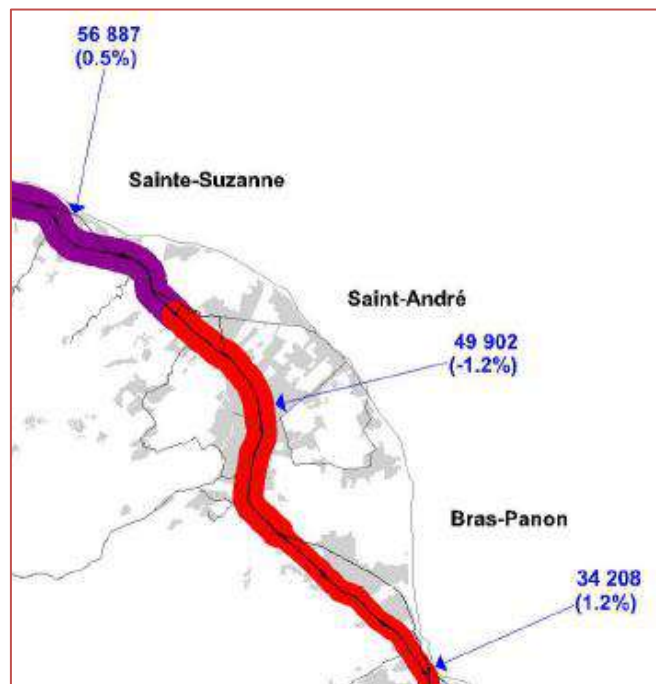 56 887
(0.5%)
Sainte-Suzanne
Saint-André
49 902
(-1.2%)
Bras-Panon
34 208
(1.2%)